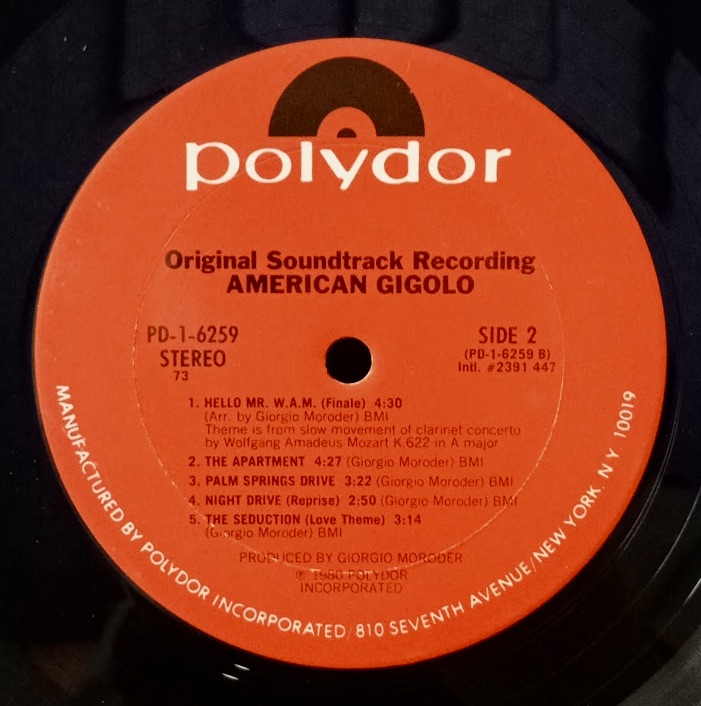 polydor
Original Soundtrack Recording
AMERICAN GIGOLO
PD-1-6259
STEREO
73
SIDE 2
(PD-1-6259 B)
Intl. #2391 447
1. HELLO MR. W.A.M. (Finale) 4:30
(Arr. by Giorgio Moroder) BMI
Theme is from slow movement of clarinet concerto
by Wolfgang Amadeus Mozart K.622 in A major
2. THE APARTMENT 4:27 (Giorgio Moroder) BMI
3. PALM SPRINGS DRIVE 3:22 (Giorgio Moroder) BMI
4. NIGHT DRIVE (Reprise) 2:50 (Giorgio Moroder) BMI
5. THE SEDUCTION (Love Theme) 3:14
(Giorgio Moroder) BMI
PRODUCED BY GIORGIO MORODER
℗ 1980 POLYDOR
INCORPORATED
MANUFACTURED BY POLYDOR INCORPORATED/810 SEVENTH AVENUE/NEW YORK. N.Y 10019